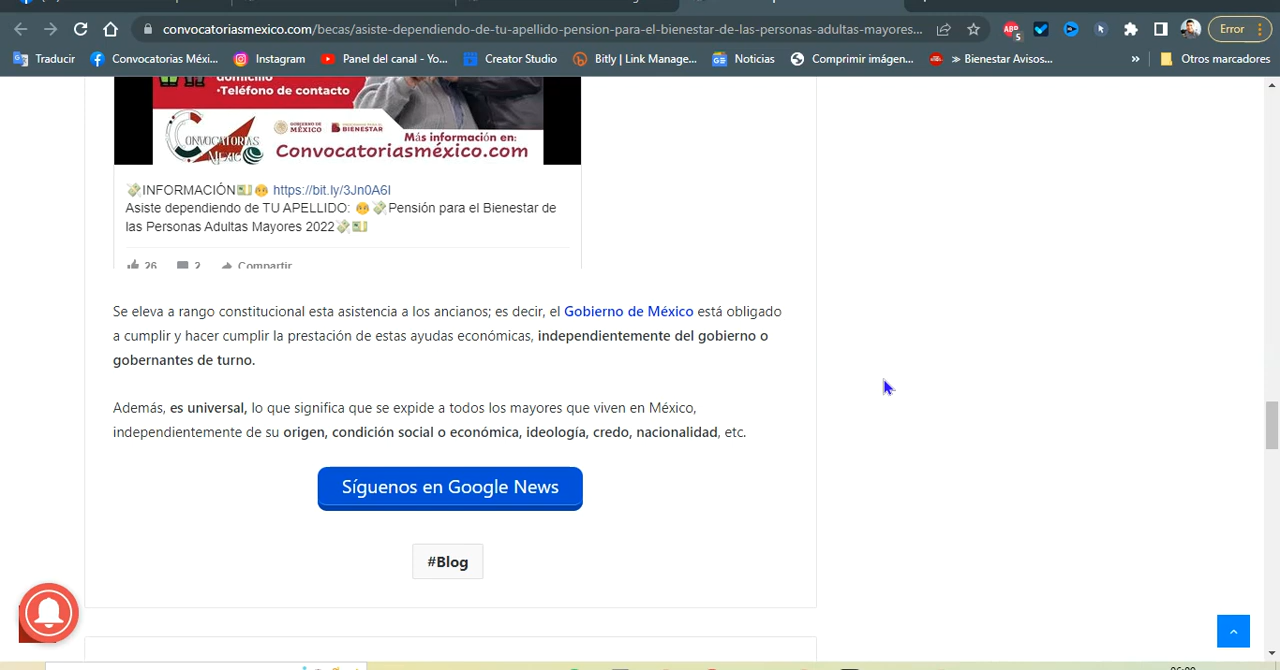 convocatoriasmexico.com/becas/asiste-dependiendo-de-tu-apellido-pension-para-el-bienestar-de-las-personas-adultas-mayores...
Error
Traducir
Convocatorias Méxi...
Instagram
Panel del canal - Yo...
Creator Studio
Bitly | Link Manage...
Noticias
Comprimir imágen...
» Bienestar Avisos...
»
Otros marcadores
domicilio
•Teléfono de contacto
CONVOCATORIAS
MÉXICO
GOBIERNO DE
MÉXICO
BIENESTAR
Más información en:
Convocatoriasméxico.com
INFORMACIÓN https://bit.ly/3Jn0A6I
Asiste dependiendo de TU APELLIDO: Pensión para el Bienestar de
las Personas Adultas Mayores 2022
26 2 Compartir
Se eleva a rango constitucional esta asistencia a los ancianos; es decir, el Gobierno de México está obligado
a cumplir y hacer cumplir la prestación de estas ayudas económicas, independientemente del gobierno o
gobernantes de turno.
Además, es universal, lo que significa que se expide a todos los mayores que viven en México,
independientemente de su origen, condición social o económica, ideología, credo, nacionalidad, etc.
Síguenos en Google News
#Blog